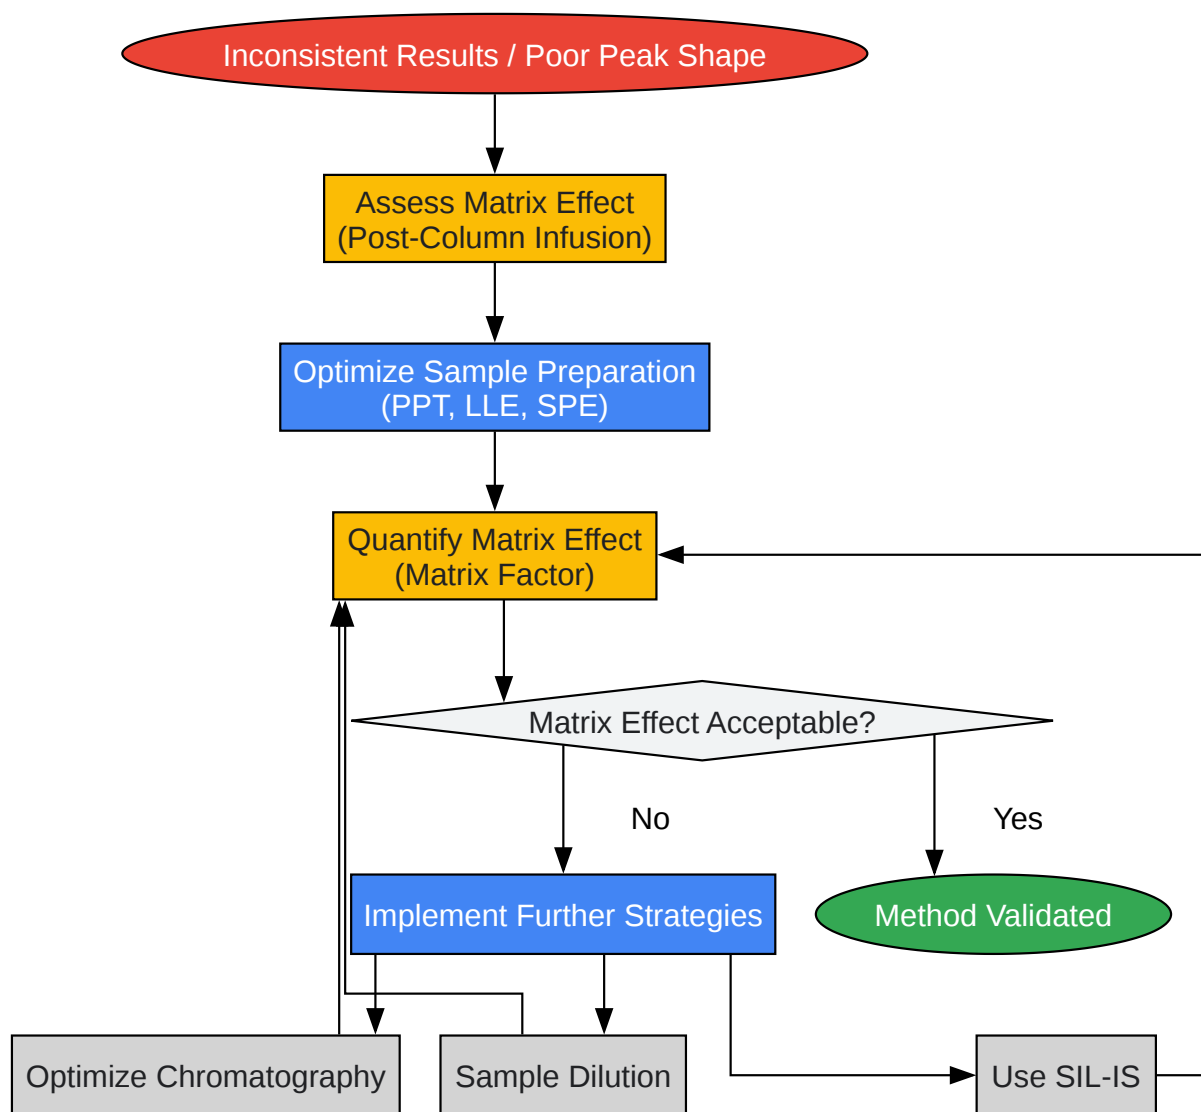 Inconsistent Results / Poor Peak Shape
Assess Matrix Effect
(Post-Column Infusion)
Optimize Sample Preparation
(PPT, LLE, SPE)
Quantify Matrix Effect
(Matrix Factor)
Matrix Effect Acceptable?
No
Yes
Implement Further Strategies
Method Validated
Optimize Chromatography
Sample Dilution
Use SIL-IS